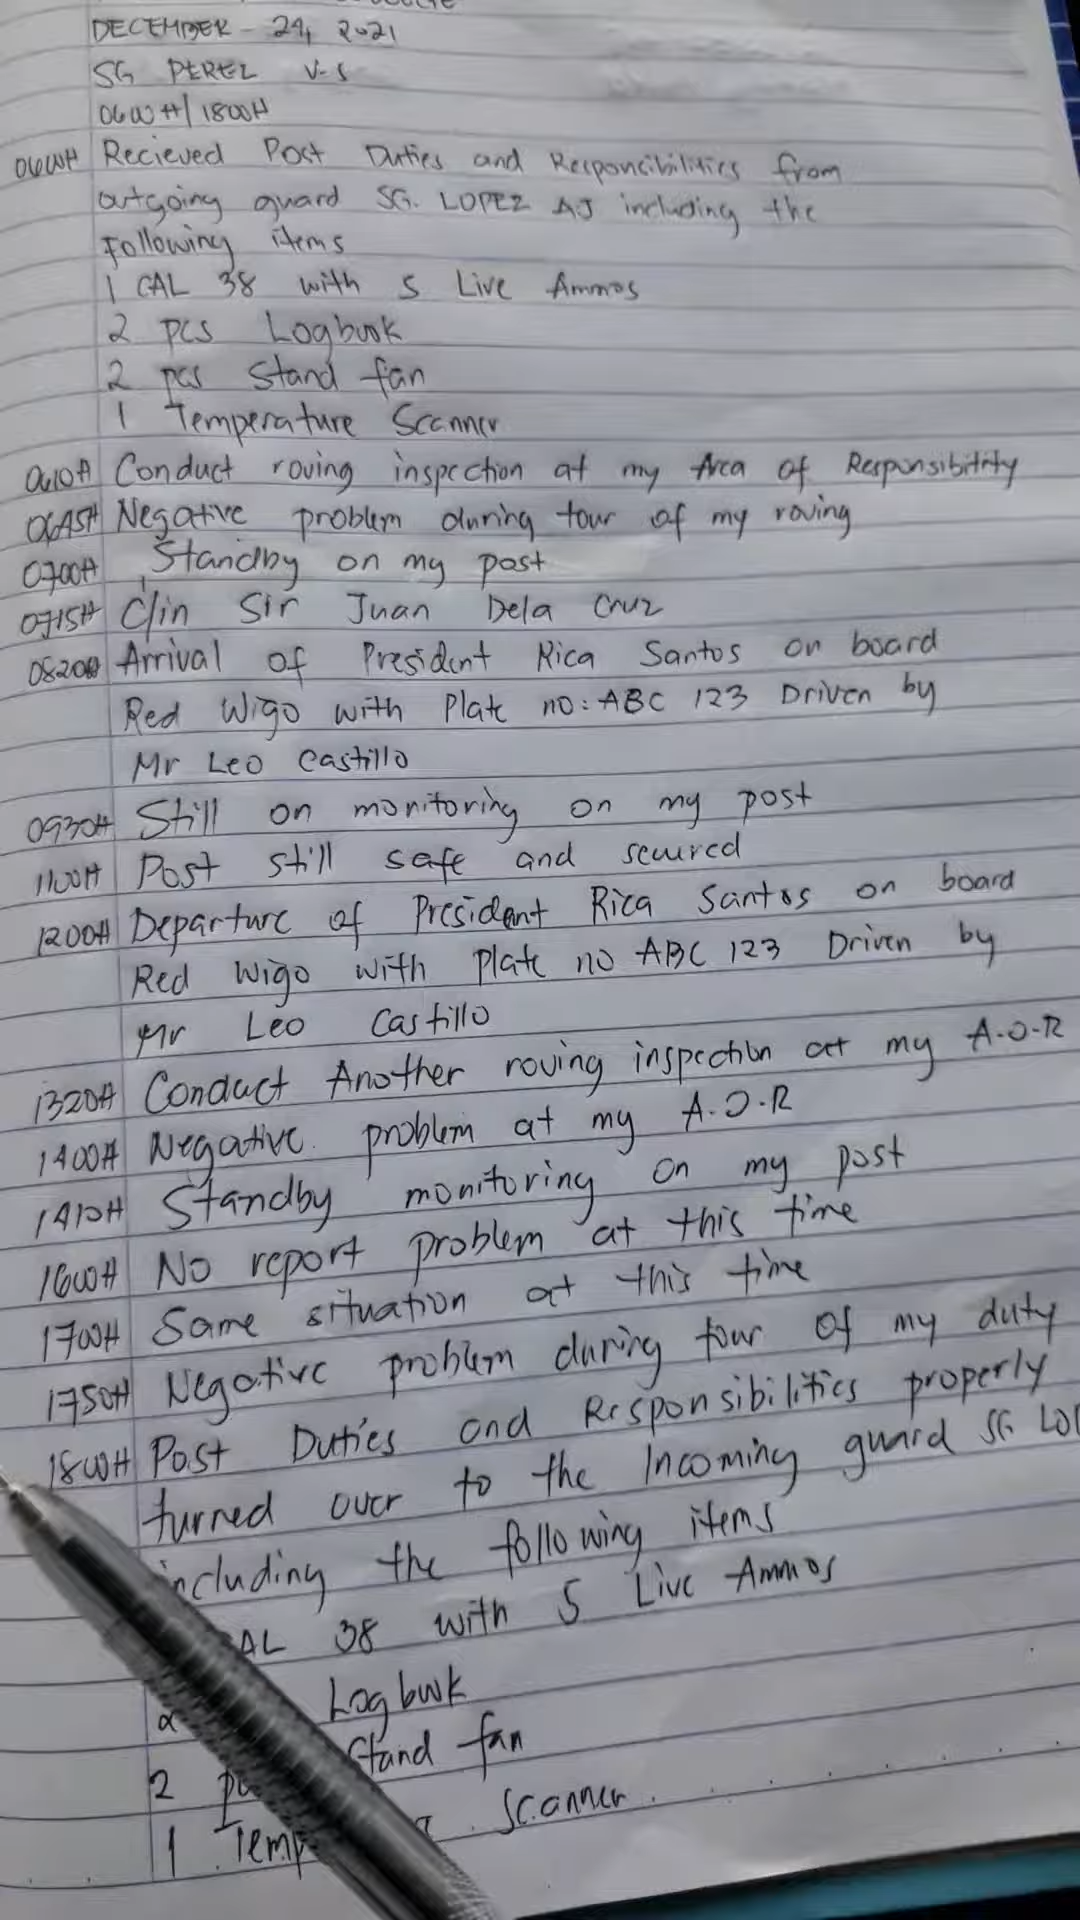 DECEMBER - 24, 2021
SG PEREZ V-S
0600H/1800H
0600H Recieved Post Duties and Responcibilities from
outgoing guard SG. LOPEZ AJ including the
following items
1 CAL 38 with 5 Live Ammos
2 pcs Logbook
2 pcs Stand fan
1 Temperature Scanner
0610H Conduct roving inspection at my Area of Responsibility
0645H Negative problem during tour of my roving
0700H Standby on my post
0715H C/in Sir Juan Dela Cruz
0820H Arrival of President Rica Santos on board
Red Wigo with Plate no: ABC 123 Driven by
Mr Leo Castillo
0930H Still on monitoring on my post
1100H Post still safe and secured
1200H Departure of President Rica Santos on board
Red Wigo with Plate no ABC 123 Driven by
Mr Leo Castillo
1320H Conduct Another roving inspection at my A.O.R
1400H Negative problem at my A.O.R
1410H Standby monitoring on my post
1600H No report problem at this time
1700H Same situation at this time
1750H Negative problem during tour of my duty
1800H Post Duties and Responsibilities properly
turned over to the Incoming guard SG
including the following items
38 with 5 Live Ammos
2 Logbook
2 Stand fan
1 Scanner